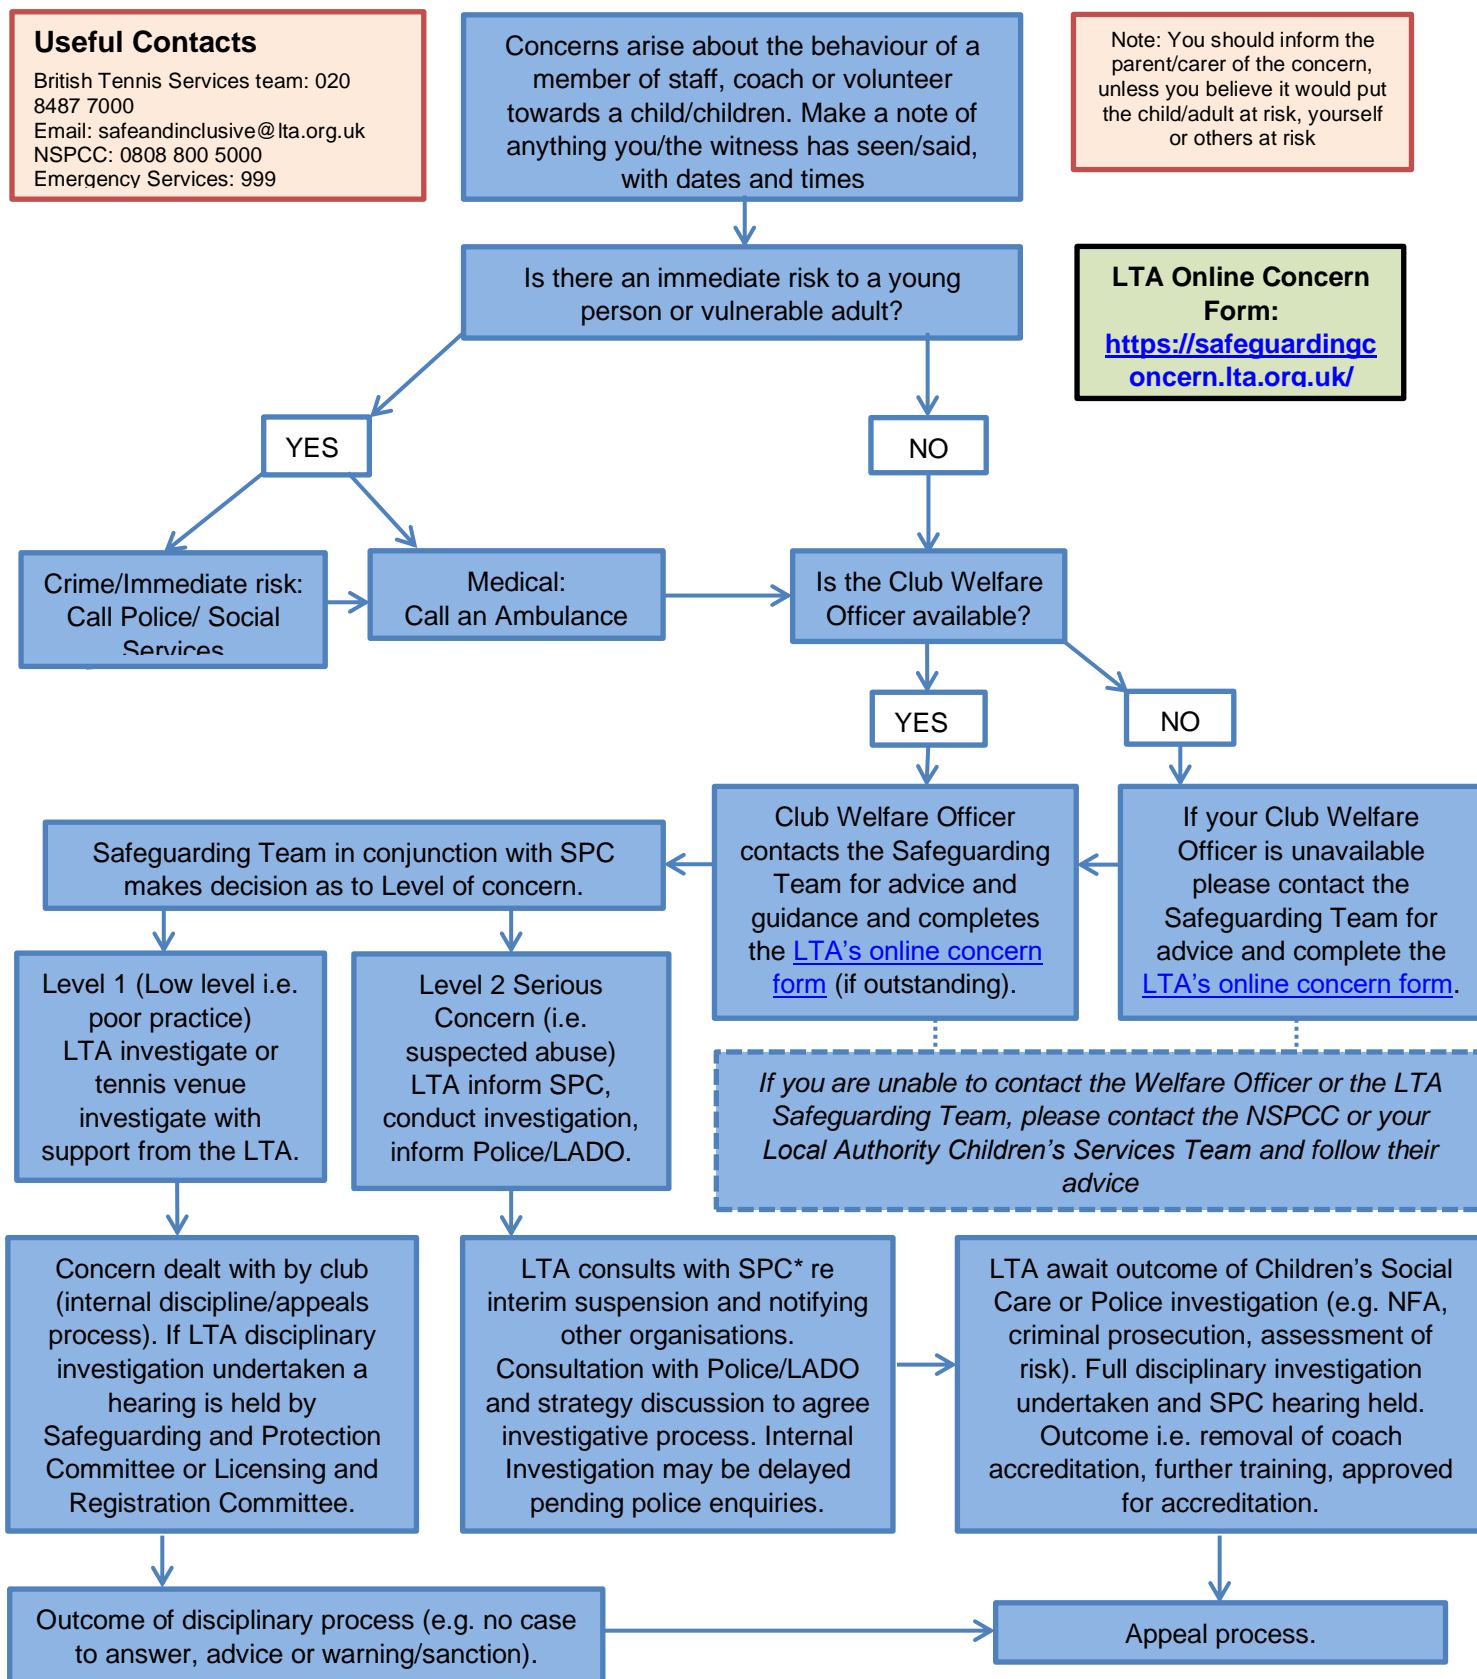 Useful Contacts
British Tennis Services team: 020
8487 7000
Email: safeandinclusive@lta.org.uk
NSPCC: 0808 800 5000
Emergency Services: 999
Concerns arise about the behaviour of a
member of staff, coach or volunteer
towards a child/children. Make a note of
anything you/the witness has seen/said,
with dates and times
Note: You should inform the
parent/carer of the concern,
unless you believe it would put
the child/adult at risk, yourself
or others at risk
Is there an immediate risk to a young
person or vulnerable adult?
LTA Online Concern
Form:
https://safeguardingc
oncern.lta.org.uk/
YES
NO
Crime/Immediate risk:
Call Police/ Social
Services
Medical:
Call an Ambulance
Is the Club Welfare
Officer available?
YES
NO
Safeguarding Team in conjunction with SPC
makes decision as to Level of concern.
Club Welfare Officer
contacts the Safeguarding
Team for advice and
guidance and completes
the LTA's online concern
form (if outstanding).
If your Club Welfare
Officer is unavailable
please contact the
Safeguarding Team for
advice and complete the
LTA's online concern form.
Level 1 (Low level i.e.
poor practice)
LTA investigate or
tennis venue
investigate with
support from the LTA.
Level 2 Serious
Concern (i.e.
suspected abuse)
LTA inform SPC,
conduct investigation,
inform Police/LADO.
If you are unable to contact the Welfare Officer or the LTA
Safeguarding Team, please contact the NSPCC or your
Local Authority Children's Services Team and follow their
advice
Concern dealt with by club
(internal discipline/appeals
process). If LTA disciplinary
investigation undertaken a
hearing is held by
Safeguarding and Protection
Committee or Licensing and
Registration Committee.
LTA consults with SPC* re
interim suspension and notifying
other organisations.
Consultation with Police/LADO
and strategy discussion to agree
investigative process. Internal
Investigation may be delayed
pending police enquiries.
LTA await outcome of Children's Social
Care or Police investigation (e.g. NFA,
criminal prosecution, assessment of
risk). Full disciplinary investigation
undertaken and SPC hearing held.
Outcome i.e. removal of coach
accreditation, further training, approved
for accreditation.
Outcome of disciplinary process (e.g. no case
to answer, advice or warning/sanction).
Appeal process.